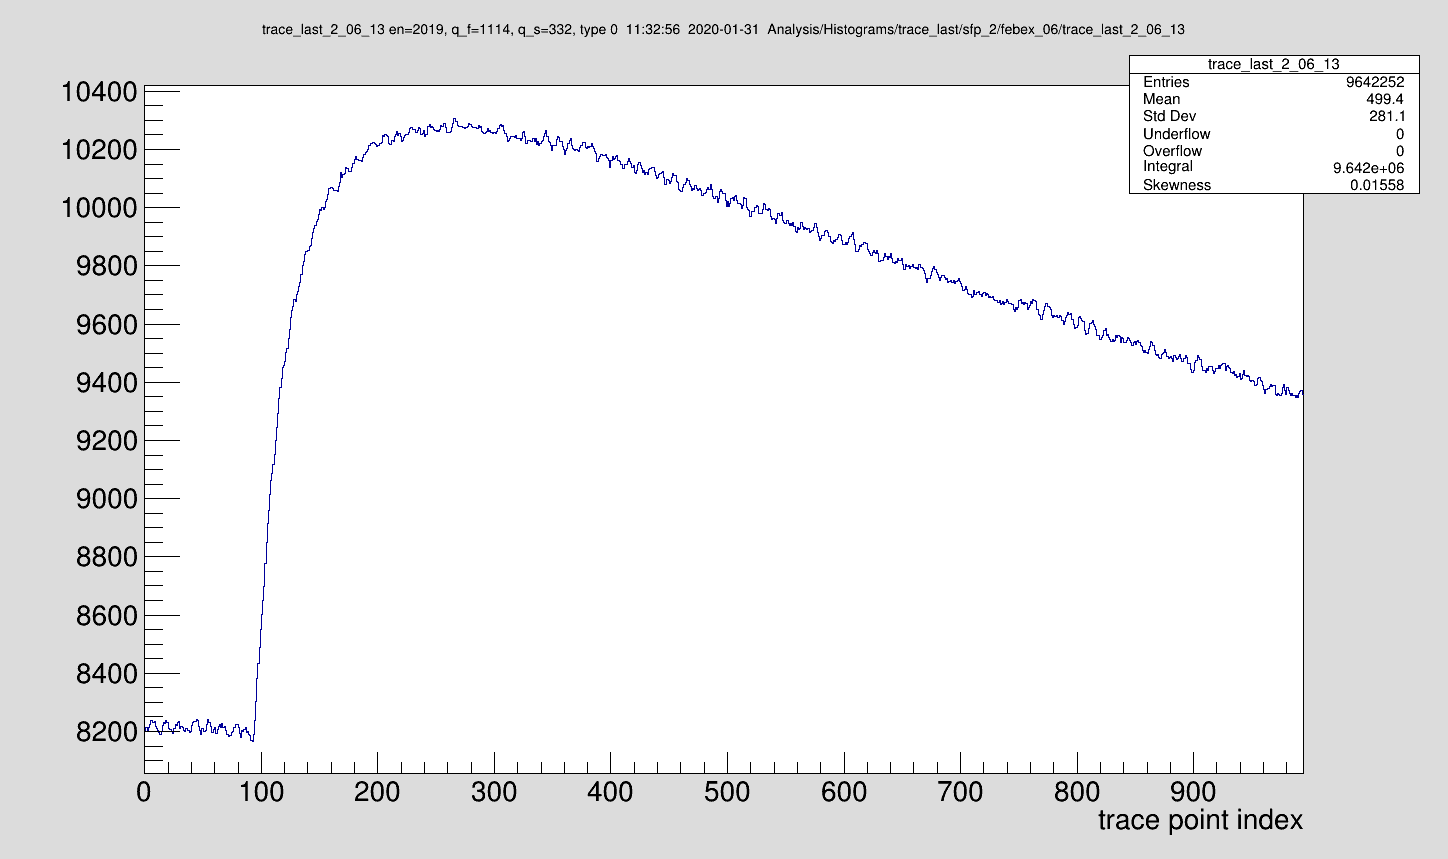 trace_last_2_06_13 en=2019, q_f=1114, q_s=332, type 0  11:32:56  2020-01-31  Analysis/Histograms/trace_last/sfp_2/febex_06/trace_last_2_06_13
trace_last_2_06_13
Entries 9642252
Mean 499.4
Std Dev 281.1
Underflow 0
Overflow 0
Integral 9.642e+06
Skewness 0.01558
10400
10200
10000
9800
9600
9400
9200
9000
8800
8600
8400
8200
0 100 200 300 400 500 600 700 800 900
trace point index